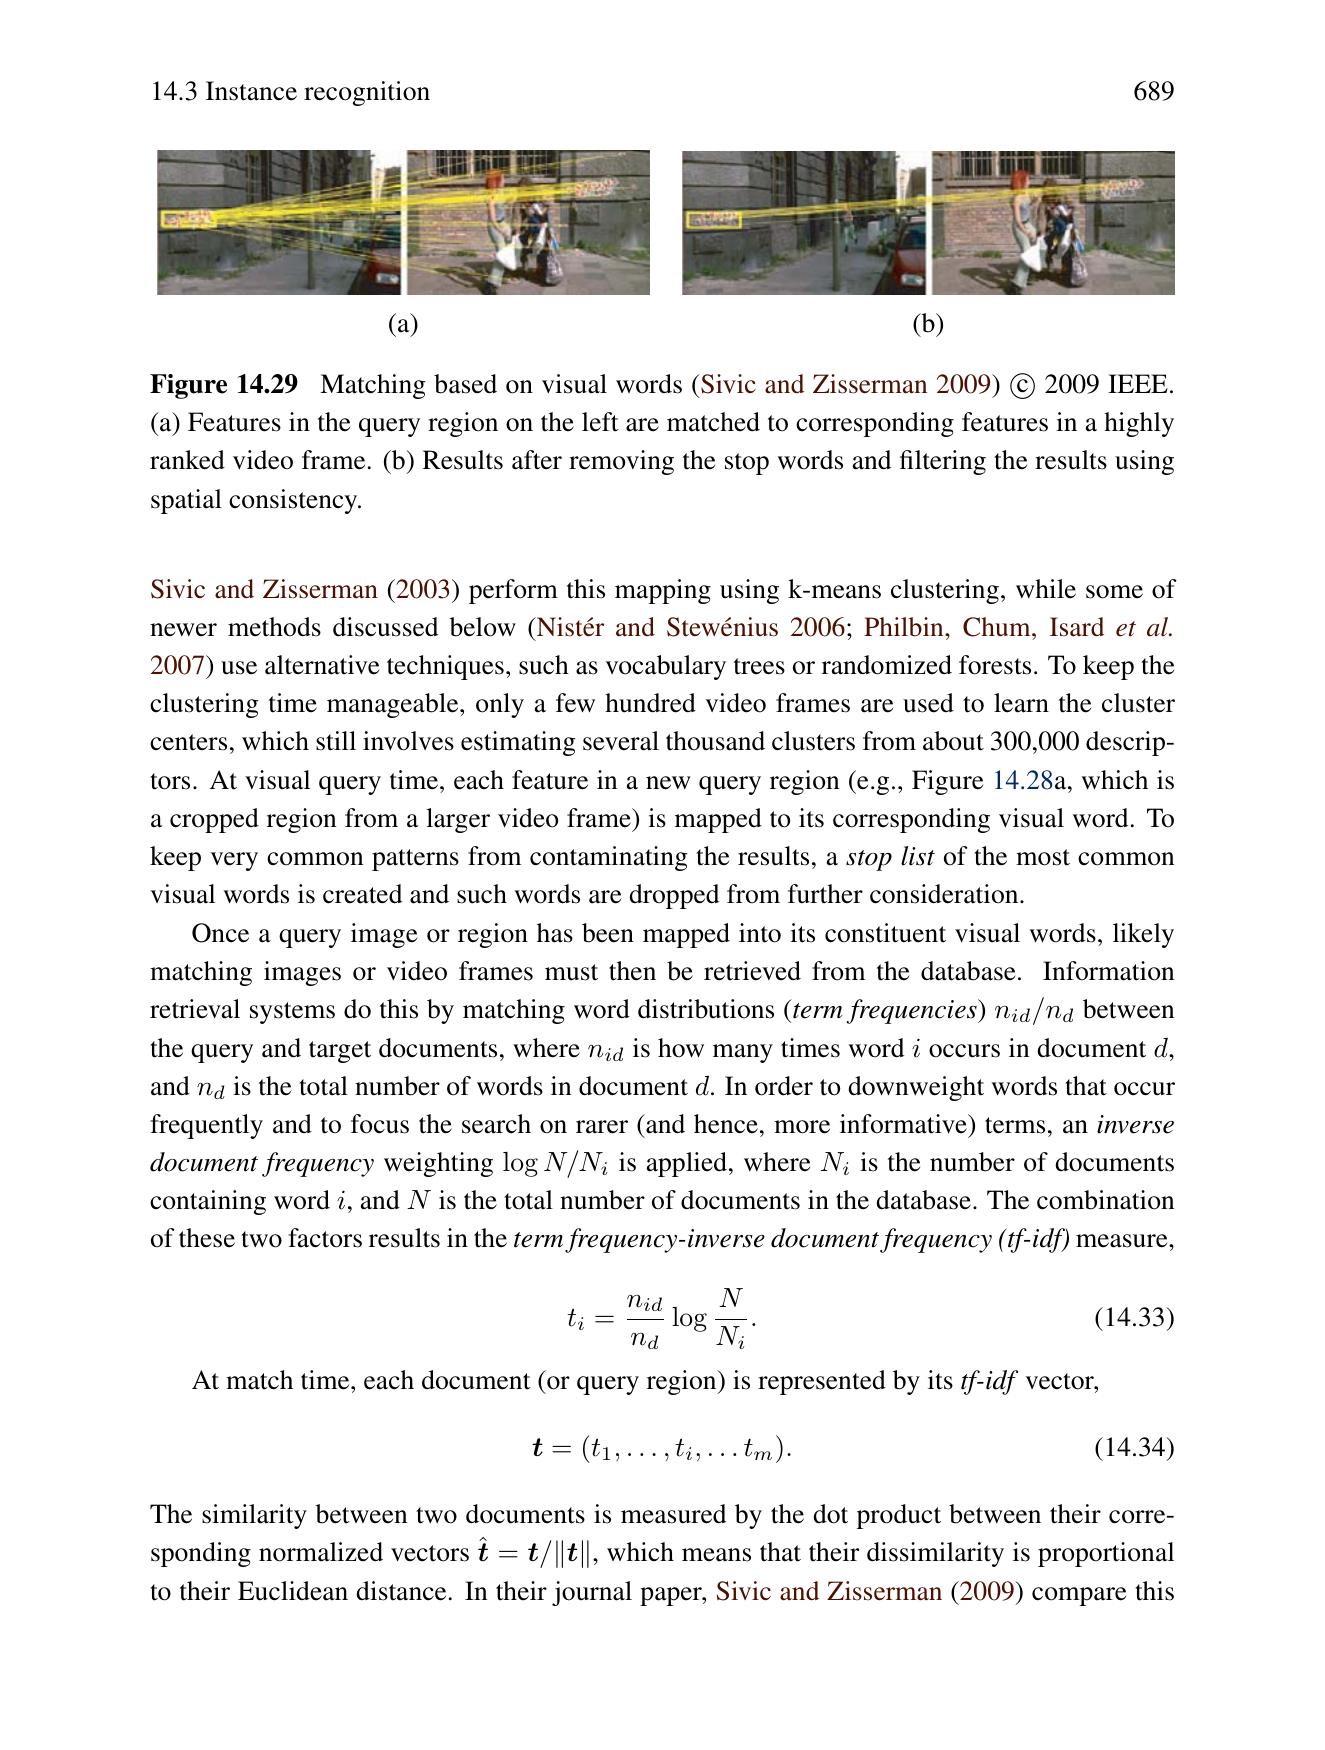 14.3 Instance recognition 689
(a) (b)
Figure 14.29 Matching based on visual words (Sivic and Zisserman 2009) © 2009 IEEE.
(a) Features in the query region on the left are matched to corresponding features in a highly
ranked video frame. (b) Results after removing the stop words and filtering the results using
spatial consistency.
Sivic and Zisserman (2003) perform this mapping using k-means clustering, while some of
newer methods discussed below (Nistér and Stewénius 2006; Philbin, Chum, Isard et al.
2007) use alternative techniques, such as vocabulary trees or randomized forests. To keep the
clustering time manageable, only a few hundred video frames are used to learn the cluster
centers, which still involves estimating several thousand clusters from about 300,000 descrip-
tors. At visual query time, each feature in a new query region (e.g., Figure 14.28a, which is
a cropped region from a larger video frame) is mapped to its corresponding visual word. To
keep very common patterns from contaminating the results, a stop list of the most common
visual words is created and such words are dropped from further consideration.
Once a query image or region has been mapped into its constituent visual words, likely
matching images or video frames must then be retrieved from the database. Information
retrieval systems do this by matching word distributions (term frequencies) n_{id}/n_d between
the query and target documents, where n_{id} is how many times word i occurs in document d,
and n_d is the total number of words in document d. In order to downweight words that occur
frequently and to focus the search on rarer (and hence, more informative) terms, an inverse
document frequency weighting log N/N_i is applied, where N_i is the number of documents
containing word i, and N is the total number of documents in the database. The combination
of these two factors results in the term frequency-inverse document frequency (tf-idf) measure,
t_i = \frac{n_{id}}{n_d} log \frac{N}{N_i}. (14.33)
At match time, each document (or query region) is represented by its tf-idf vector,
t = (t_1, . . . , t_i, . . . t_m). (14.34)
The similarity between two documents is measured by the dot product between their corre-
sponding normalized vectors t̂ = t/‖t‖, which means that their dissimilarity is proportional
to their Euclidean distance. In their journal paper, Sivic and Zisserman (2009) compare this